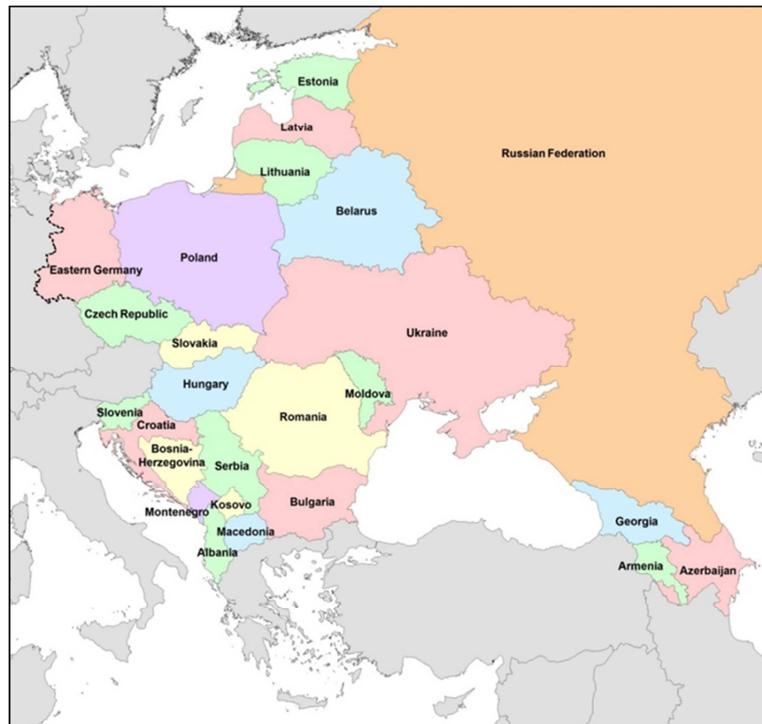 Estonia
Latvia
Russian Federation
Lithuania
Belarus
Poland
Eastern Germany
Czech Republic
Ukraine
Slovakia
Hungary
Moldova
Slovenia
Romania
Croatia
Bosnia-
Herzegovina
Serbia
Bulgaria
Kosovo
Montenegro
Georgia
Macedonia
Albania
Armenia
Azerbaijan